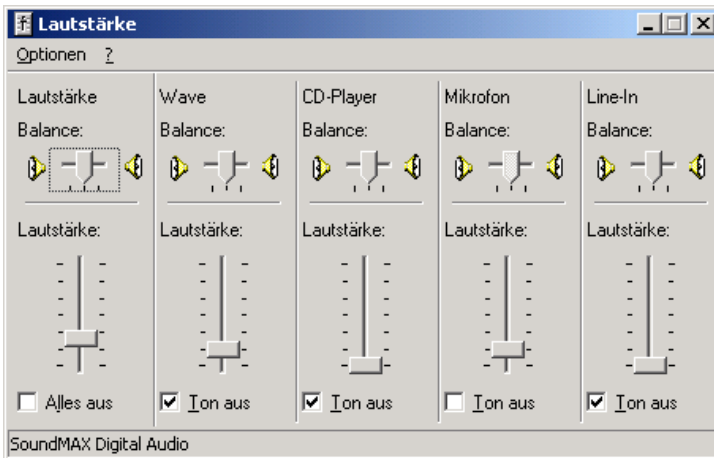 Lautstärke
Optionen ?
Lautstärke Wave CD-Player Mikrofon Line-In
Balance: Balance: Balance: Balance: Balance:
Lautstärke: Lautstärke: Lautstärke: Lautstärke: Lautstärke:
Alles aus Ton aus Ton aus Ton aus Ton aus
SoundMAX Digital Audio